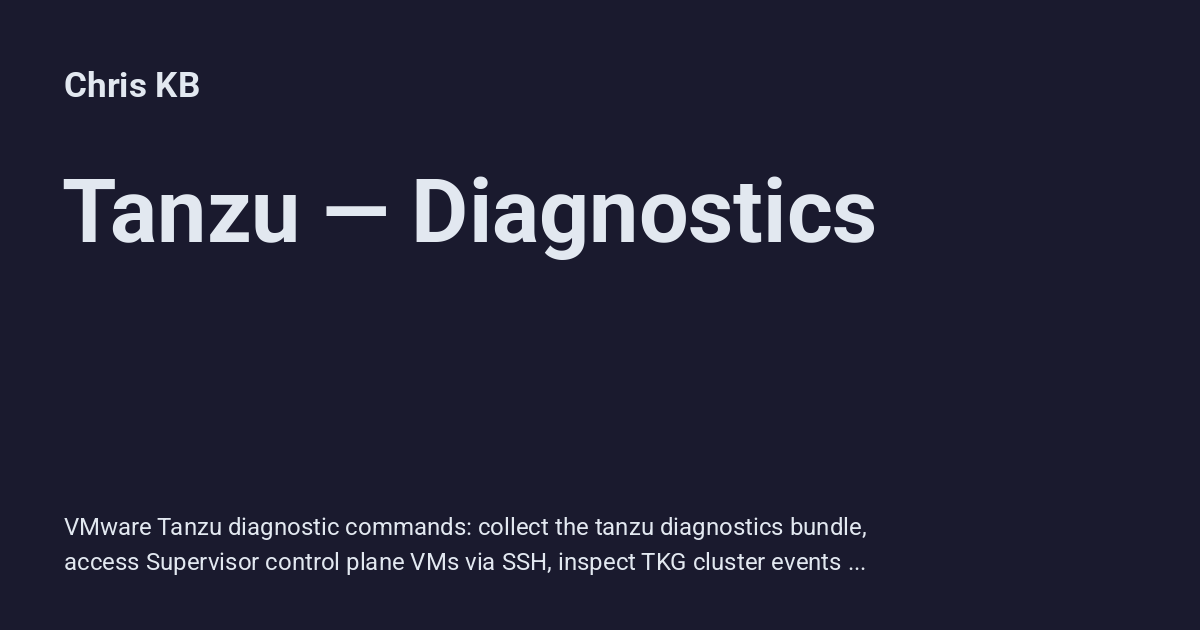 Chris KB
Tanzu — Diagnostics
VMware Tanzu diagnostic commands: collect the tanzu diagnostics bundle,
access Supervisor control plane VMs via SSH, inspect TKG cluster events ...